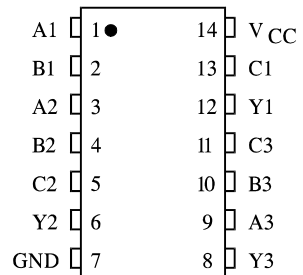 A1 1 14 VCC
B1 2 13 C1
A2 3 12 Y1
B2 4 11 C3
C2 5 10 B3
Y2 6 9 A3
GND 7 8 Y3